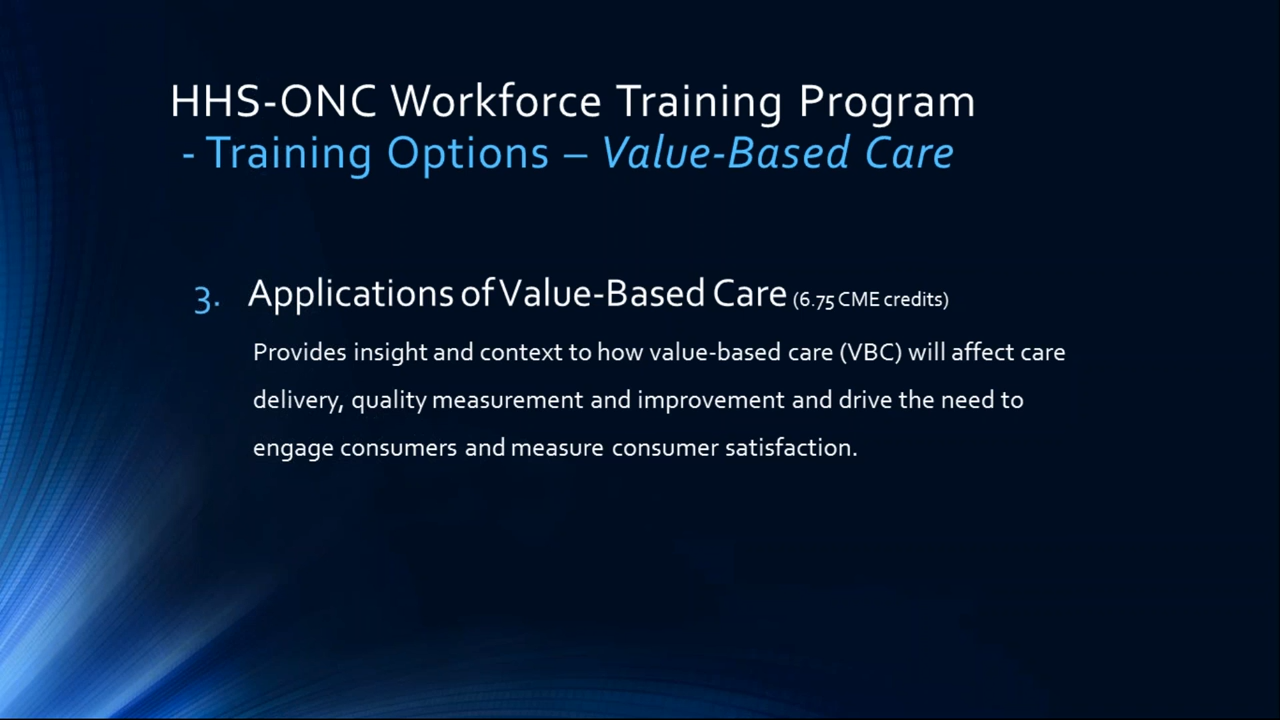 HHS-ONC Workforce Training Program
- Training Options – Value-Based Care
3. Applications of Value-Based Care (6.75 CME credits)
Provides insight and context to how value-based care (VBC) will affect care
delivery, quality measurement and improvement and drive the need to
engage consumers and measure consumer satisfaction.